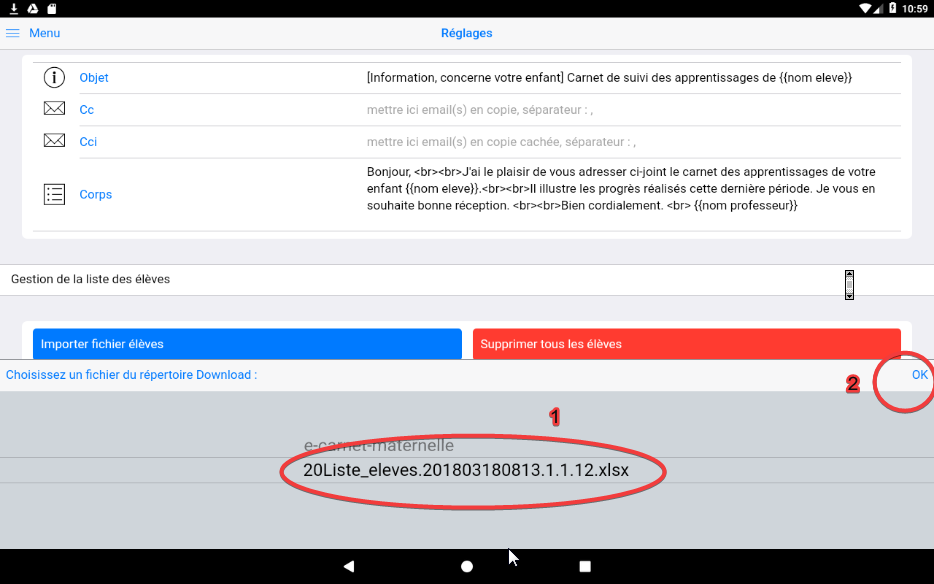 10:59
Menu
Réglages
Objet
[Information, concerne votre enfant] Carnet de suivi des apprentissages de {{nom eleve}}
Cc
mettre ici email(s) en copie, séparateur : ,
Cci
mettre ici email(s) en copie cachée, séparateur : ,
Corps
Bonjour, <br><br>J'ai le plaisir de vous adresser ci-joint le carnet des apprentissages de votre
enfant {{nom eleve}}.<br><br>Il illustre les progrès réalisés cette dernière période. Je vous en
souhaite bonne réception. <br><br>Bien cordialement. <br> {{nom professeur}}
Gestion de la liste des élèves
Importer fichier élèves
Supprimer tous les élèves
Choisissez un fichier du répertoire Download :
2
OK
1
e-carnet-maternelle
20Liste_eleves.201803180813.1.1.12.xlsx